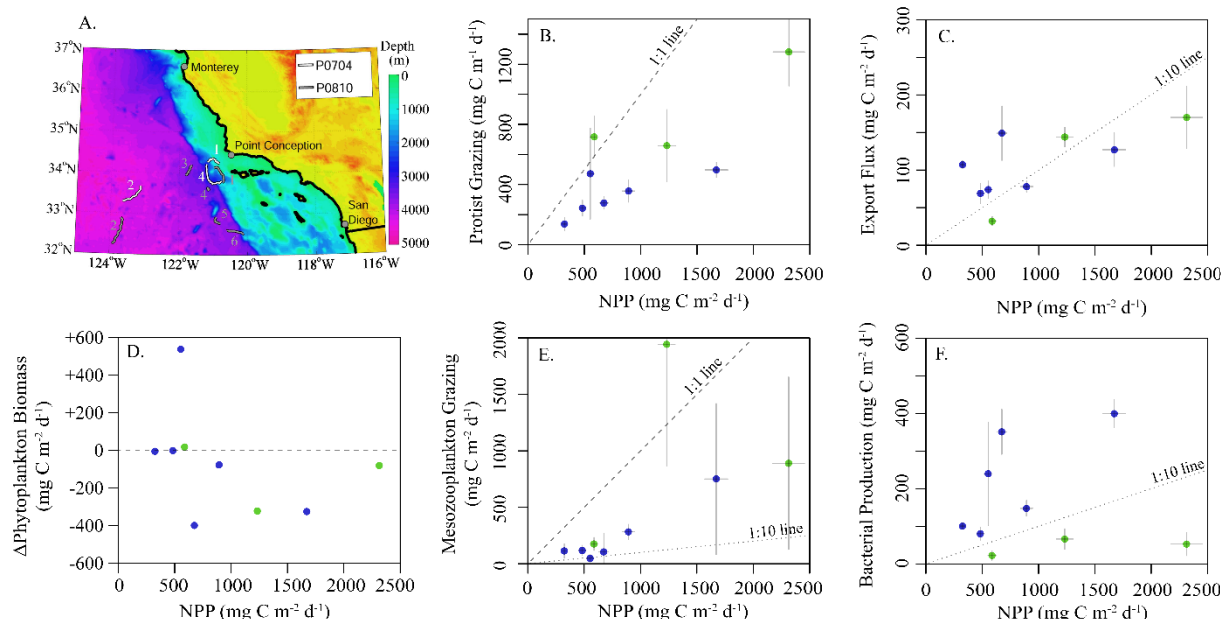 A.
37°N
36°N
35°N
34°N
33°N
32°N
124°W
122°W
120°W
118°W
116°W
Monterey
Point Conception
San
Diego
P0704
P0810
1
2
2
3
4
4
5
6
Depth
(m)
0
1000
2000
3000
4000
5000
B.
Protist Grazing (mg C m⁻¹ d⁻¹)
1200
800
400
0
1:1 line
0 500 1000 1500 2000 2500
NPP (mg C m⁻² d⁻¹)
C.
Export Flux (mg C m⁻² d⁻¹)
300
200
100
0
1:10 line
0 500 1000 1500 2000 2500
NPP (mg C m⁻² d⁻¹)
D.
ΔPhytoplankton Biomass
(mg C m⁻² d⁻¹)
+600
+400
+200
0
-200
-400
-600
0 500 1000 1500 2000 2500
NPP (mg C m⁻² d⁻¹)
E.
Mesozooplankton Grazing
(mg C m⁻² d⁻¹)
2000
1500
1000
500
0
1:1 line
1:10 line
0 500 1000 1500 2000 2500
NPP (mg C m⁻² d⁻¹)
F.
Bacterial Production (mg C m⁻² d⁻¹)
600
400
200
0
1:10 line
0 500 1000 1500 2000 2500
NPP (mg C m⁻² d⁻¹)